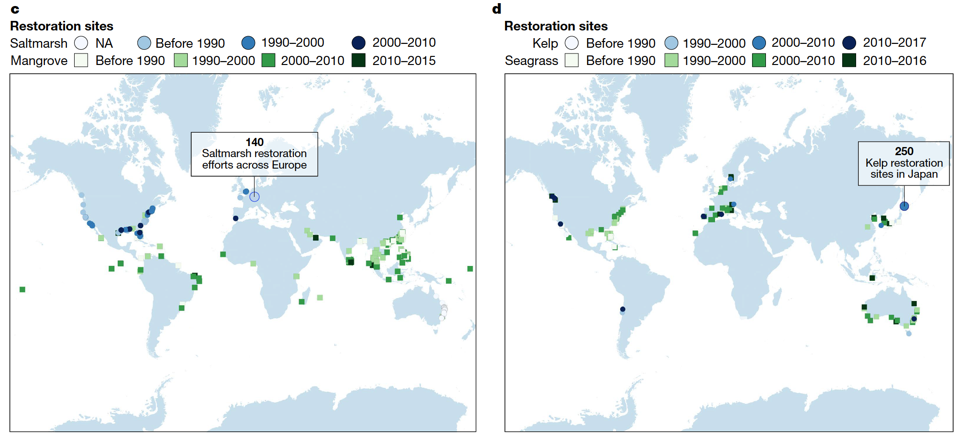 c
Restoration sites
Saltmarsh NA Before 1990 1990–2000 2000–2010
Mangrove Before 1990 1990–2000 2000–2010 2010–2015
140
Saltmarsh restoration
efforts across Europe
d
Restoration sites
Kelp Before 1990 1990–2000 2000–2010 2010–2017
Seagrass Before 1990 1990–2000 2000–2010 2010–2016
250
Kelp restoration
sites in Japan